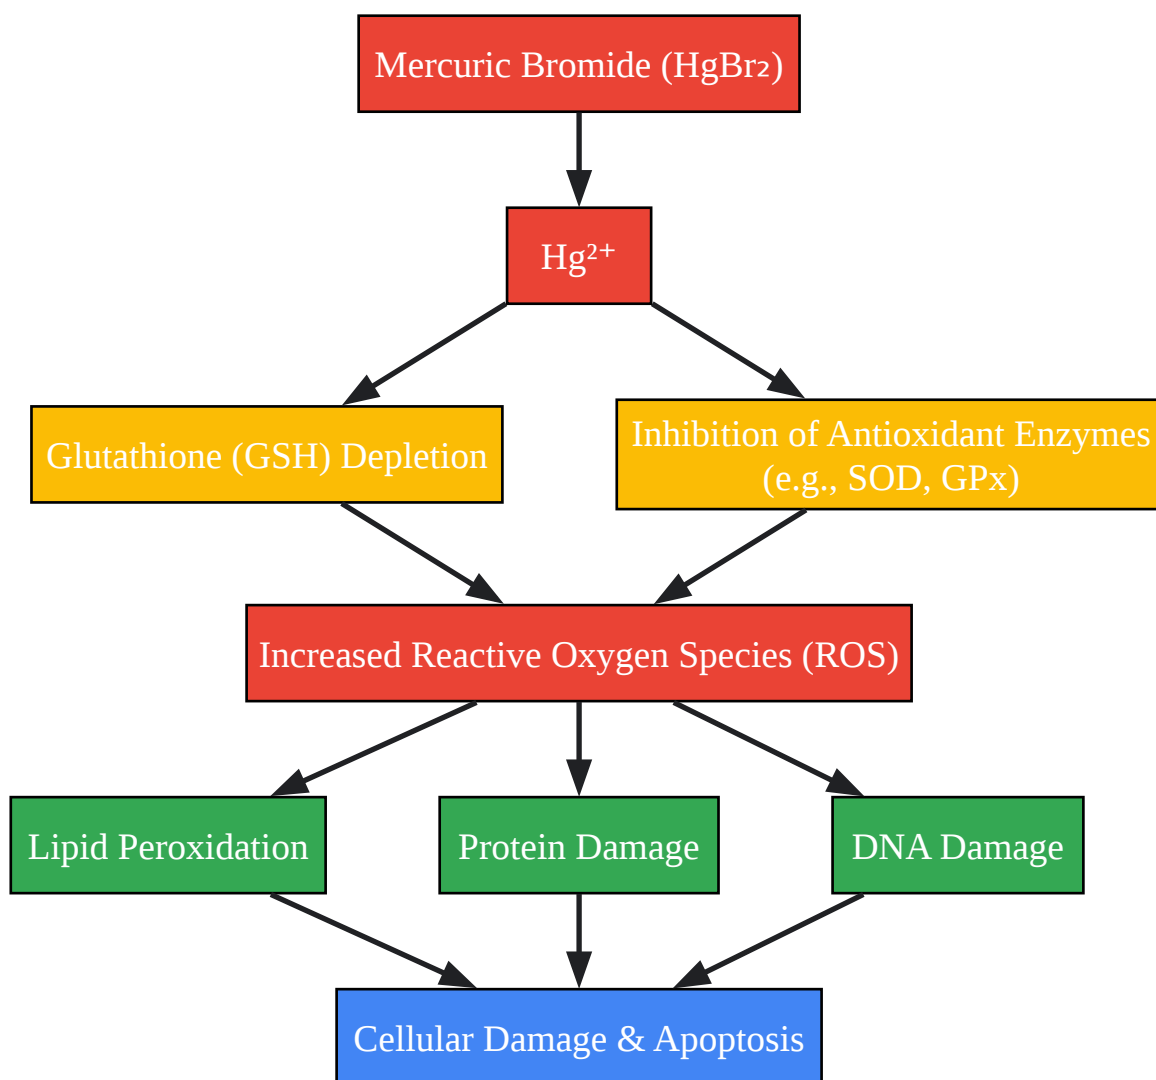 Mercuric Bromide (HgBr₂)
Hg²⁺
Glutathione (GSH) Depletion
Inhibition of Antioxidant Enzymes
(e.g., SOD, GPx)
Increased Reactive Oxygen Species (ROS)
Lipid Peroxidation
Protein Damage
DNA Damage
Cellular Damage & Apoptosis